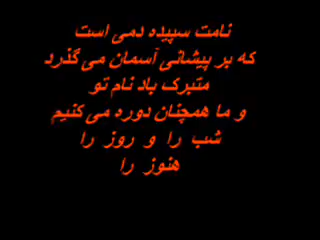 نامت سپیده دمی است
که بر پیشانی آسمان می گذرد
متبرک باد نام تو
و ما همچنان دوره می کنیم
شب را و روز را
هنوز را